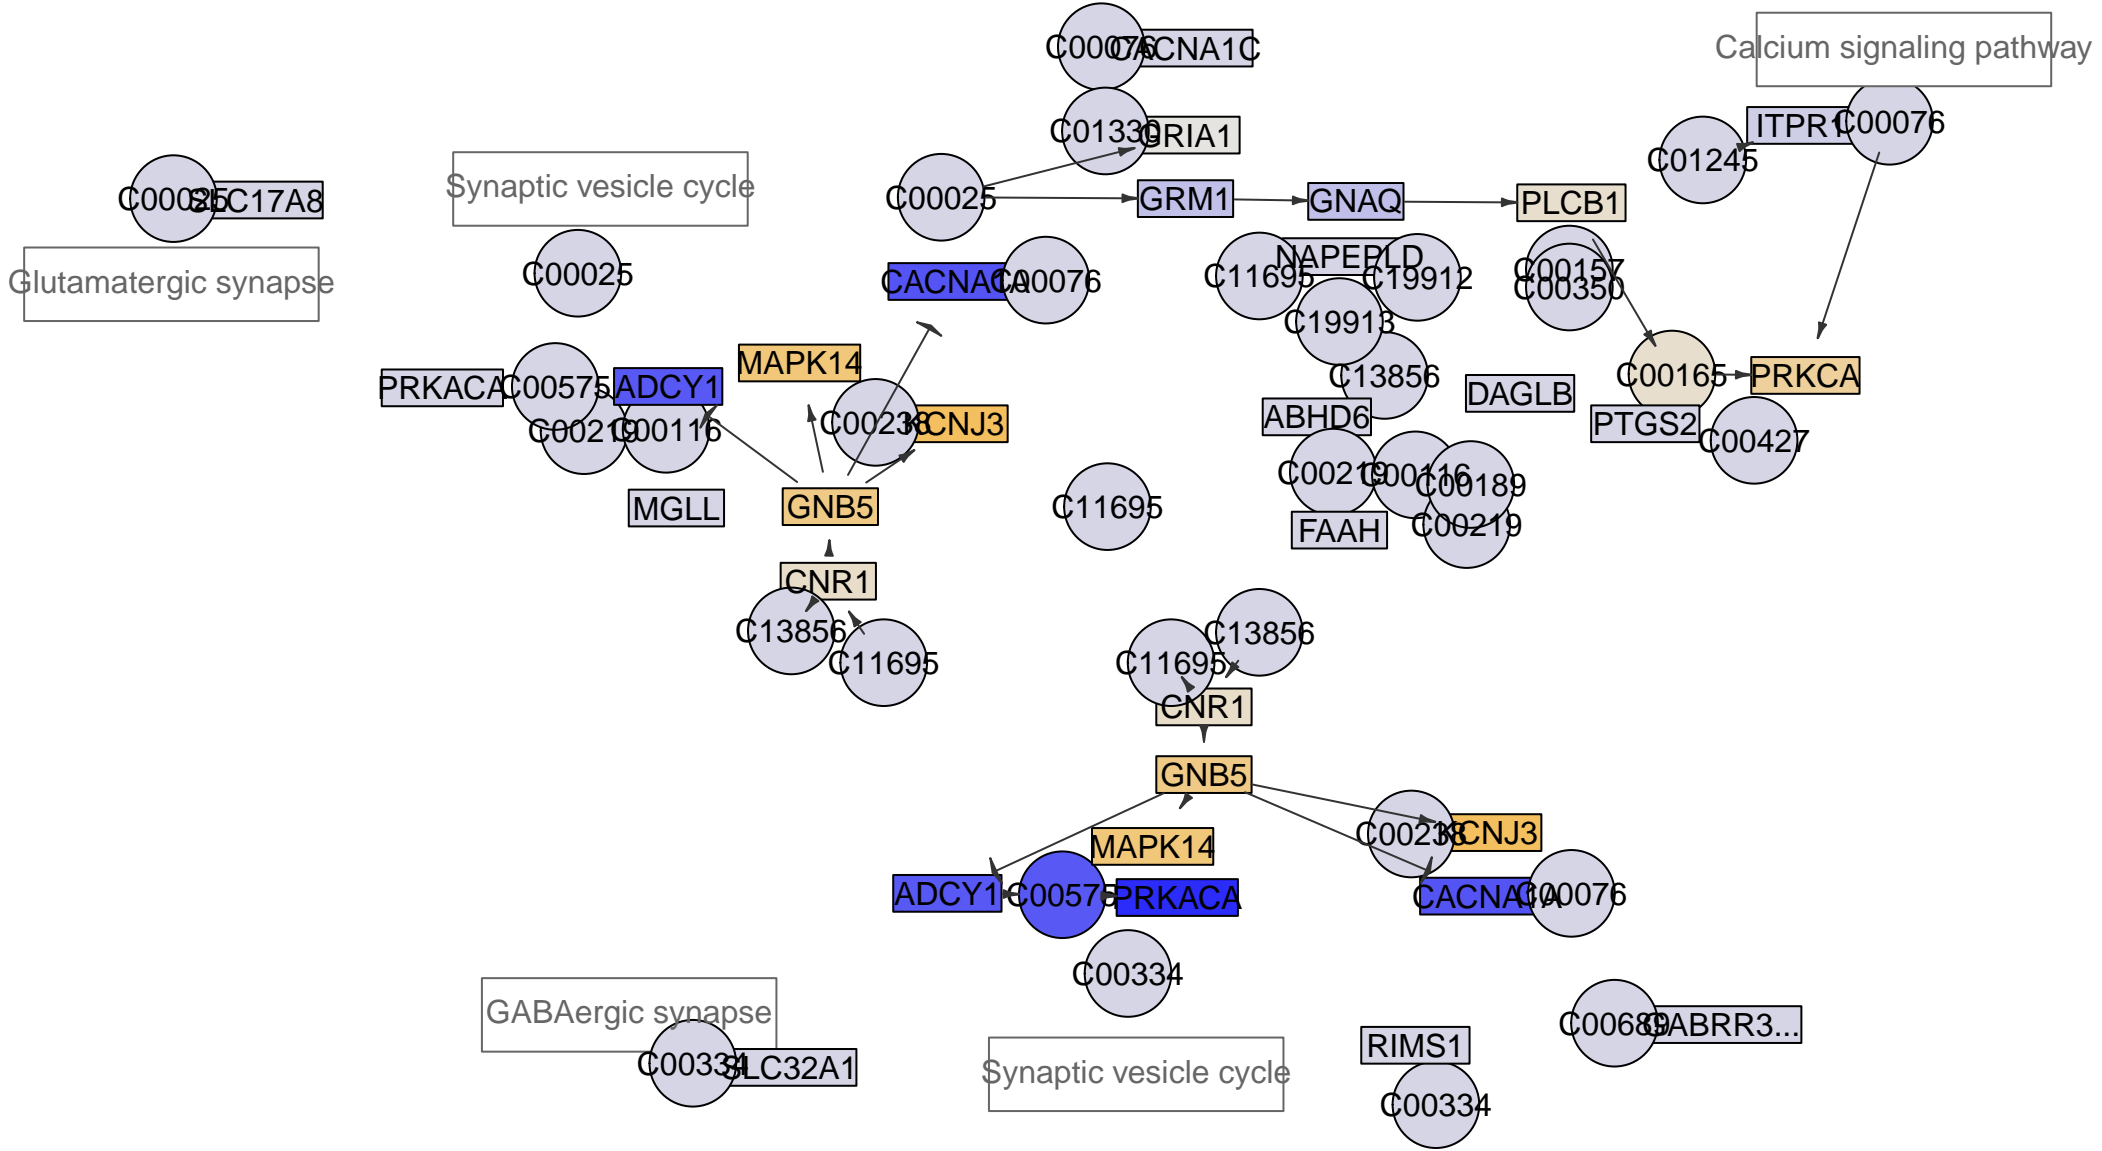 C00076
CACNA1C
Calcium signaling pathway
C01330
GRIA1
ITPR1
C00076
C01245
C00025
SLC17A8
Synaptic vesicle cycle
C00025
GRM1
GNAQ
PLCB1
Glutamatergic synapse
C00025
CACNA1A
C00076
C11695
NAPEPLD
C19912
C00157
C00350
C19913
MAPK14
PRKACA
C00575
ADCY1
C13856
DAGLB
C00165
PRKCA
C00219
C00116
C00238
KCNJ3
ABHD6
PTGS2
C00427
MGLL
GNB5
C11695
C00219
C00116
C00189
FAAH
C00219
CNR1
C13856
C11695
C11695
C13856
CNR1
GNB5
MAPK14
C00238
KCNJ3
ADCY1
C00575
PRKACA
CACNA1A
C00076
C00334
GABAergic synapse
C00334
SLC32A1
Synaptic vesicle cycle
RIMS1
C00334
C00689
GABRR3...